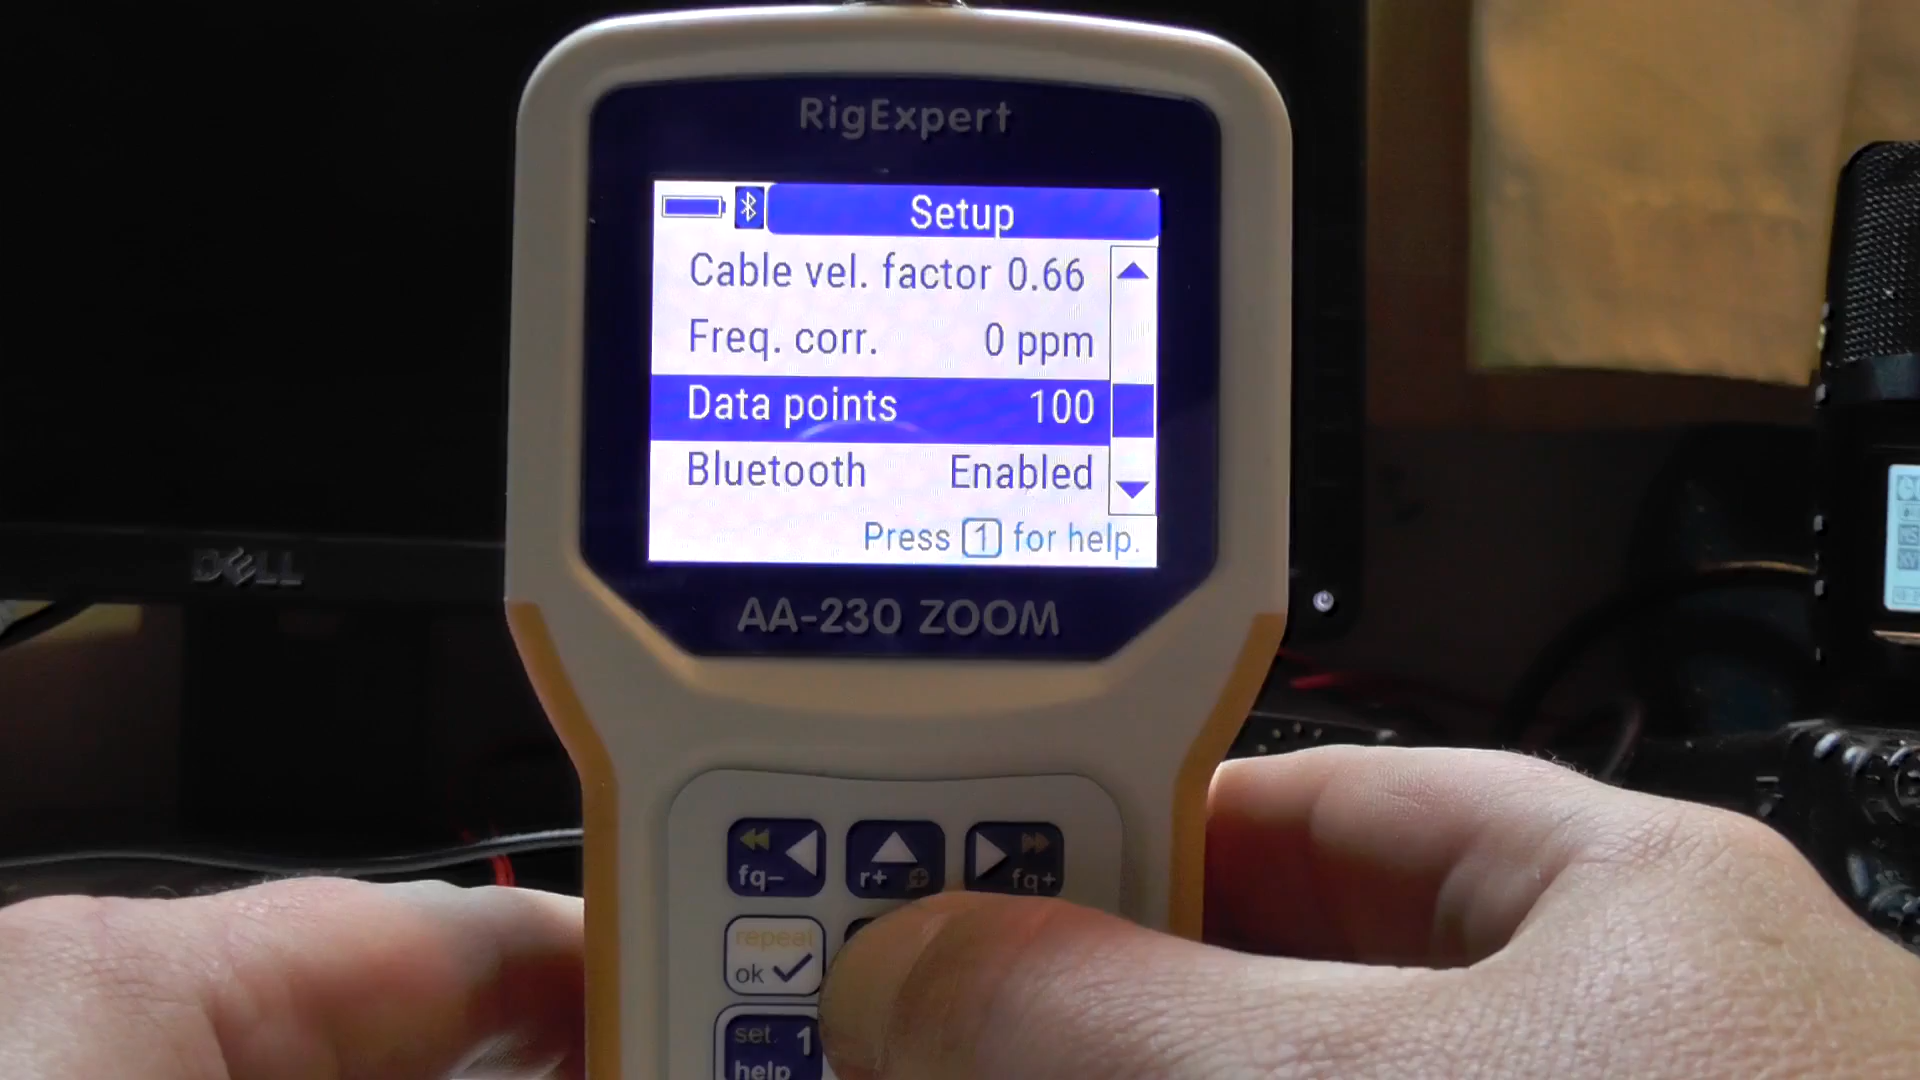 RigExpert
Setup
Cable vel. factor 0.66
Freq. corr. 0 ppm
Data points 100
Bluetooth Enabled
Press 1 for help.
DELL
AA-230 ZOOM
fq- r+ fq+
repeat
ok
set. 1
help